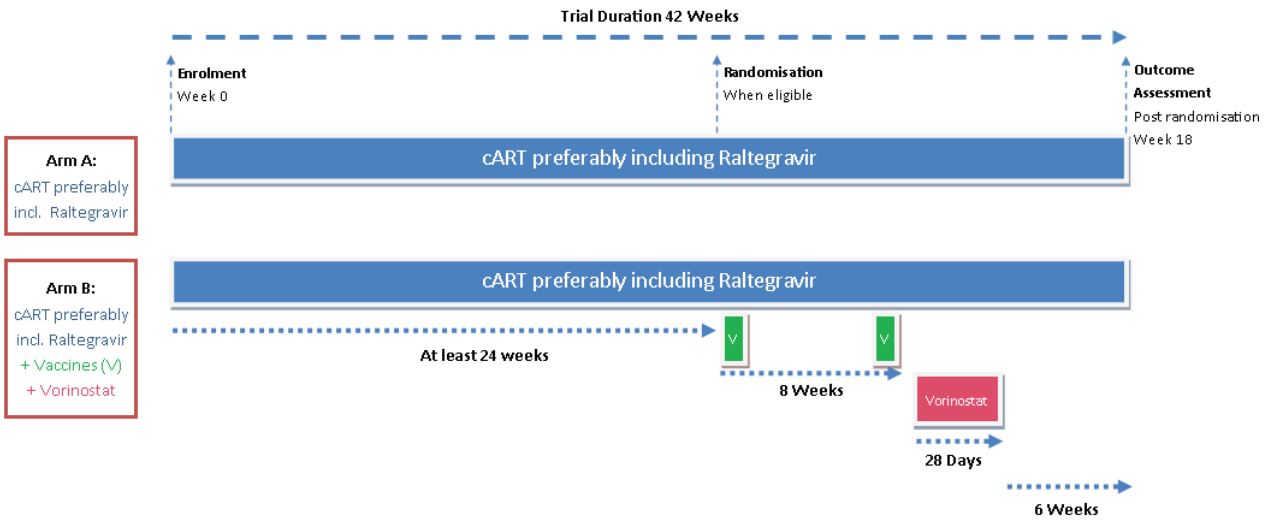 Trial Duration 42 Weeks
Enrolment
Week 0
Randomisation
When eligible
Outcome
Assessment
Post randomisation
Week 18
Arm A:
cART preferably
incl. Raltegravir
cART preferably including Raltegravir
Arm B:
cART preferably
incl. Raltegravir
+ Vaccines (V)
+ Vorinostat
cART preferably including Raltegravir
At least 24 weeks
V
V
8 Weeks
Vorinostat
28 Days
6 Weeks